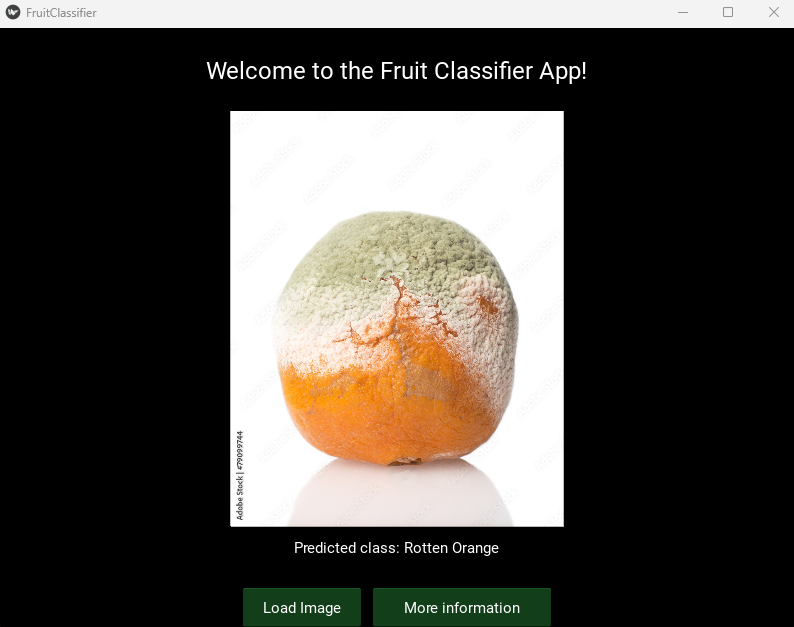 FruitClassifier
Welcome to the Fruit Classifier App!
Adobe Stock | #79099744
Predicted class: Rotten Orange
Load Image
More information